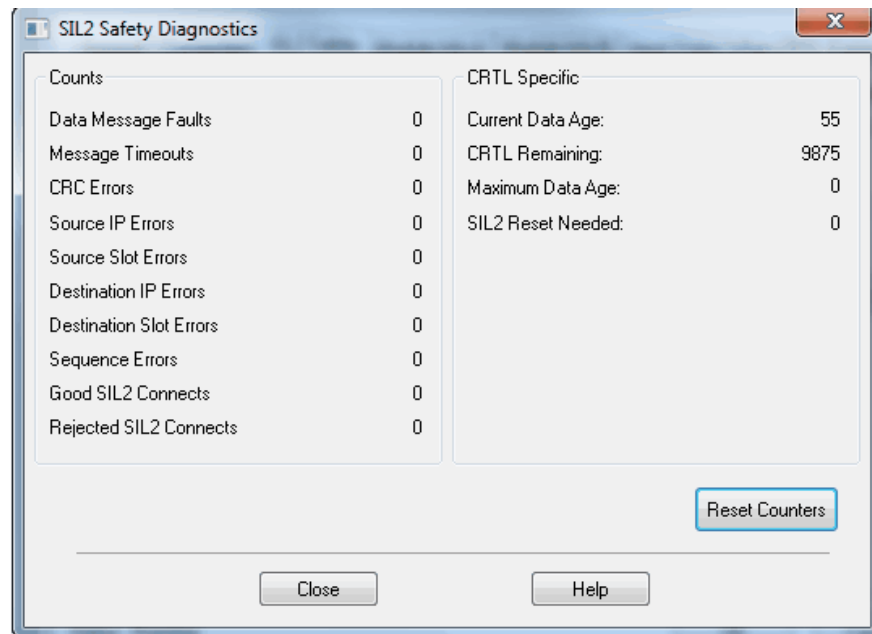 SIL2 Safety Diagnostics
Counts
Data Message Faults 0
Message Timeouts 0
CRC Errors 0
Source IP Errors 0
Source Slot Errors 0
Destination IP Errors 0
Destination Slot Errors 0
Sequence Errors 0
Good SIL2 Connects 0
Rejected SIL2 Connects 0
CRTL Specific
Current Data Age: 55
CRTL Remaining: 9875
Maximum Data Age: 0
SIL2 Reset Needed: 0
Reset Counters
Close
Help